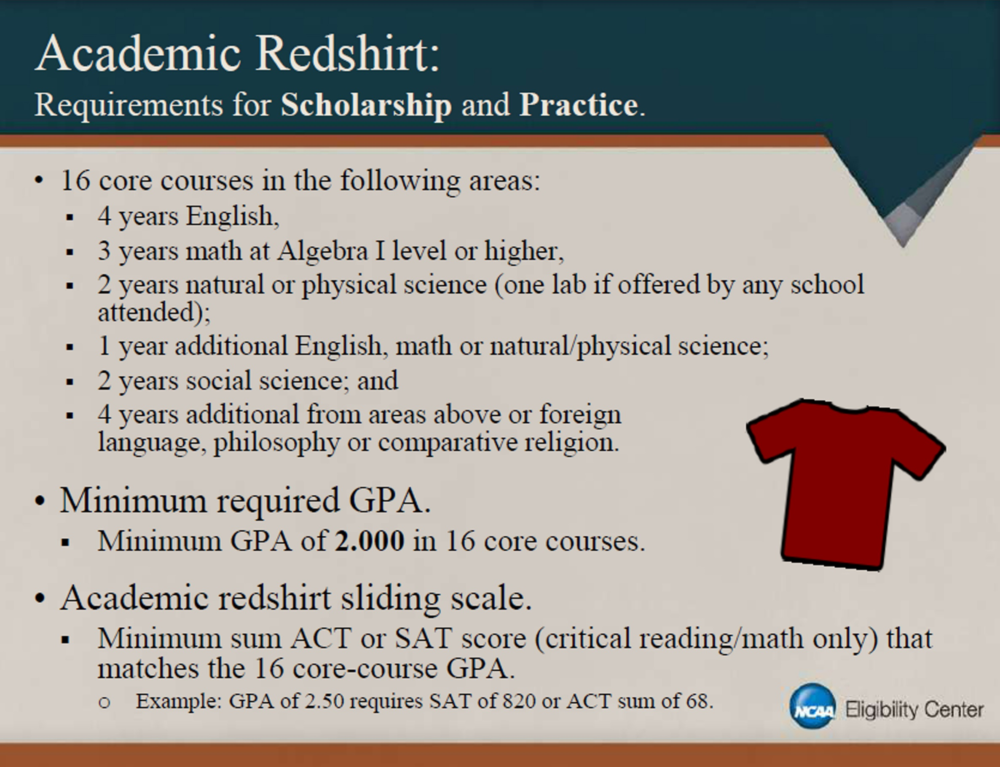 Academic Redshirt:
Requirements for Scholarship and Practice.
• 16 core courses in the following areas:
▪ 4 years English,
▪ 3 years math at Algebra I level or higher,
▪ 2 years natural or physical science (one lab if offered by any school
attended);
▪ 1 year additional English, math or natural/physical science;
▪ 2 years social science; and
▪ 4 years additional from areas above or foreign
language, philosophy or comparative religion.
• Minimum required GPA.
▪ Minimum GPA of 2.000 in 16 core courses.
• Academic redshirt sliding scale.
▪ Minimum sum ACT or SAT score (critical reading/math only) that
matches the 16 core-course GPA.
o Example: GPA of 2.50 requires SAT of 820 or ACT sum of 68.
NCAA Eligibility Center